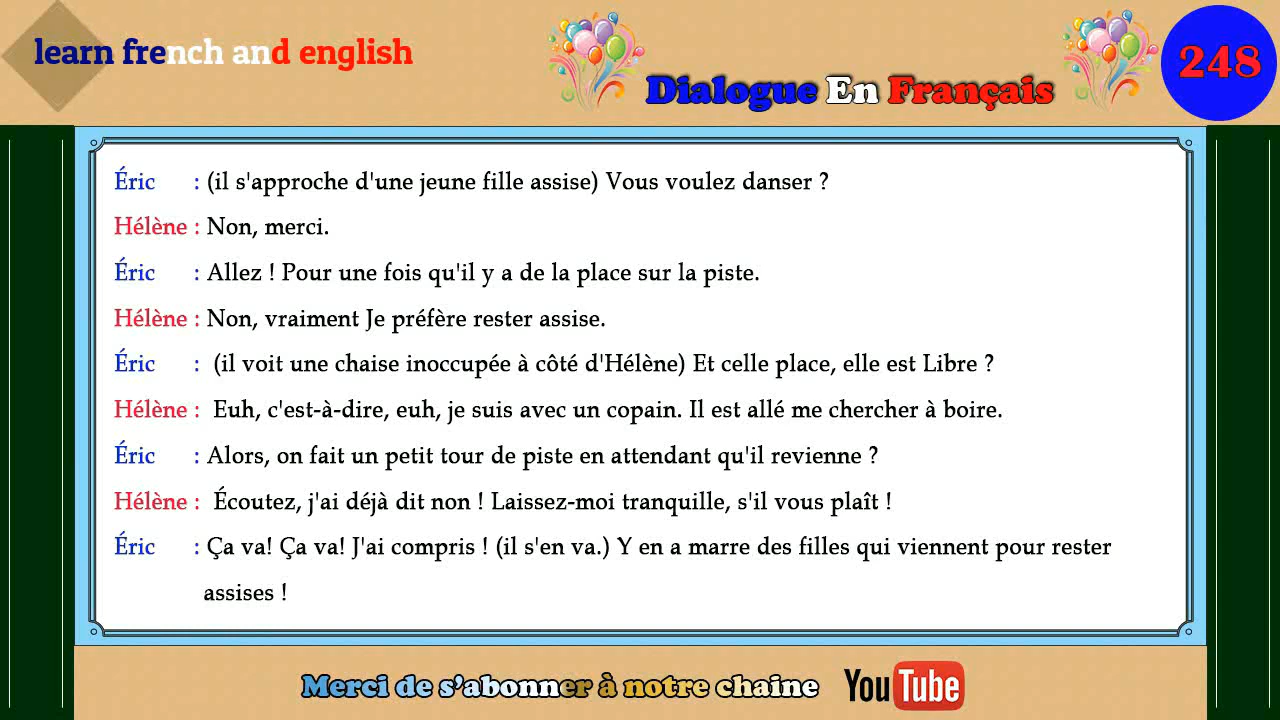 learn french and english
Dialogue En Français
248
Éric : (il s'approche d'une jeune fille assise) Vous voulez danser ?
Hélène : Non, merci.
Éric : Allez ! Pour une fois qu'il y a de la place sur la piste.
Hélène : Non, vraiment Je préfère rester assise.
Éric : (il voit une chaise inoccupée à côté d'Hélène) Et celle place, elle est Libre ?
Hélène : Euh, c'est-à-dire, euh, je suis avec un copain. Il est allé me chercher à boire.
Éric : Alors, on fait un petit tour de piste en attendant qu'il revienne ?
Hélène : Écoutez, j'ai déjà dit non ! Laissez-moi tranquille, s'il vous plaît !
Éric : Ça va! Ça va! J'ai compris ! (il s'en va.) Y en a marre des filles qui viennent pour rester
assises !
Merci de s'abonner à notre chaine
YouTube